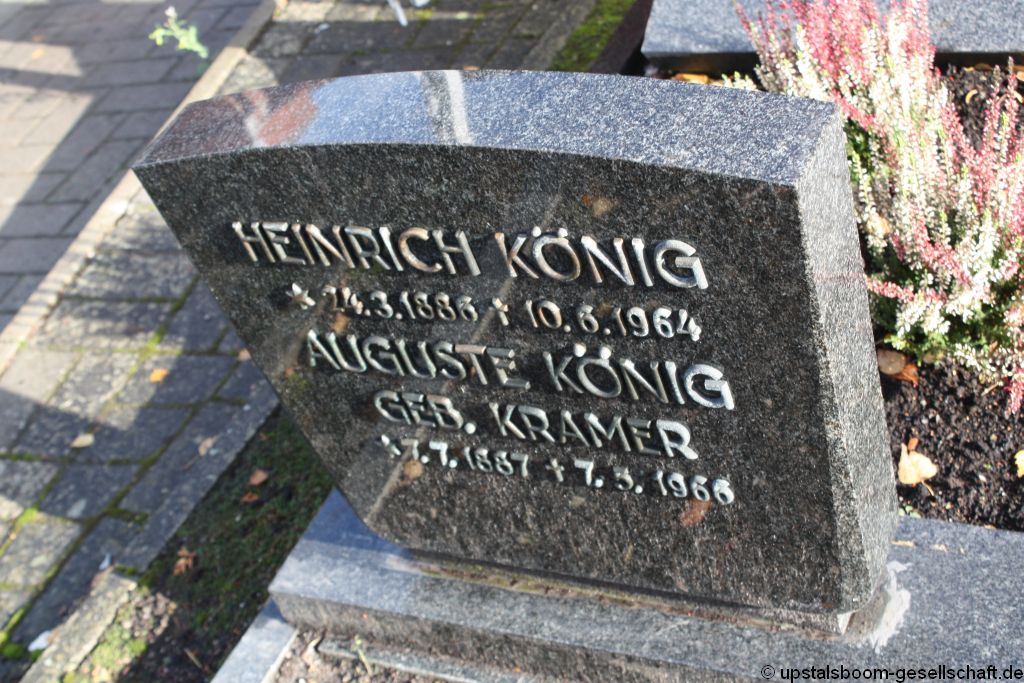 HEINRICH KÖNIG
* 24.3.1886 † 10.6.1964
AUGUSTE KÖNIG
GEB. KRAMER
* 7.7.1887 † 7.3.1966
© upstalsboom-gesellschaft.de